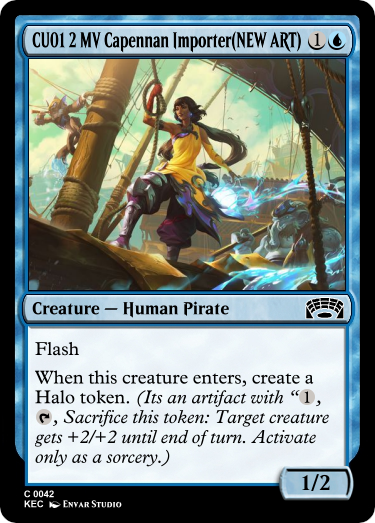 CU01 2 MV Capennan Importer(NEW ART) 1
Creature — Human Pirate
Flash
When this creature enters, create a
Halo token. (Its an artifact with “1,
, Sacrifice this token: Target creature
gets +2/+2 until end of turn. Activate
only as a sorcery.)
1/2
C 0042
KEC ENVAR STUDIO